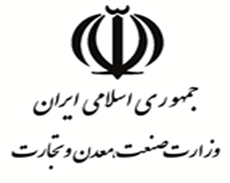 جمهوری اسلامی ایران
وزارت صنعت، معدن و تجارت